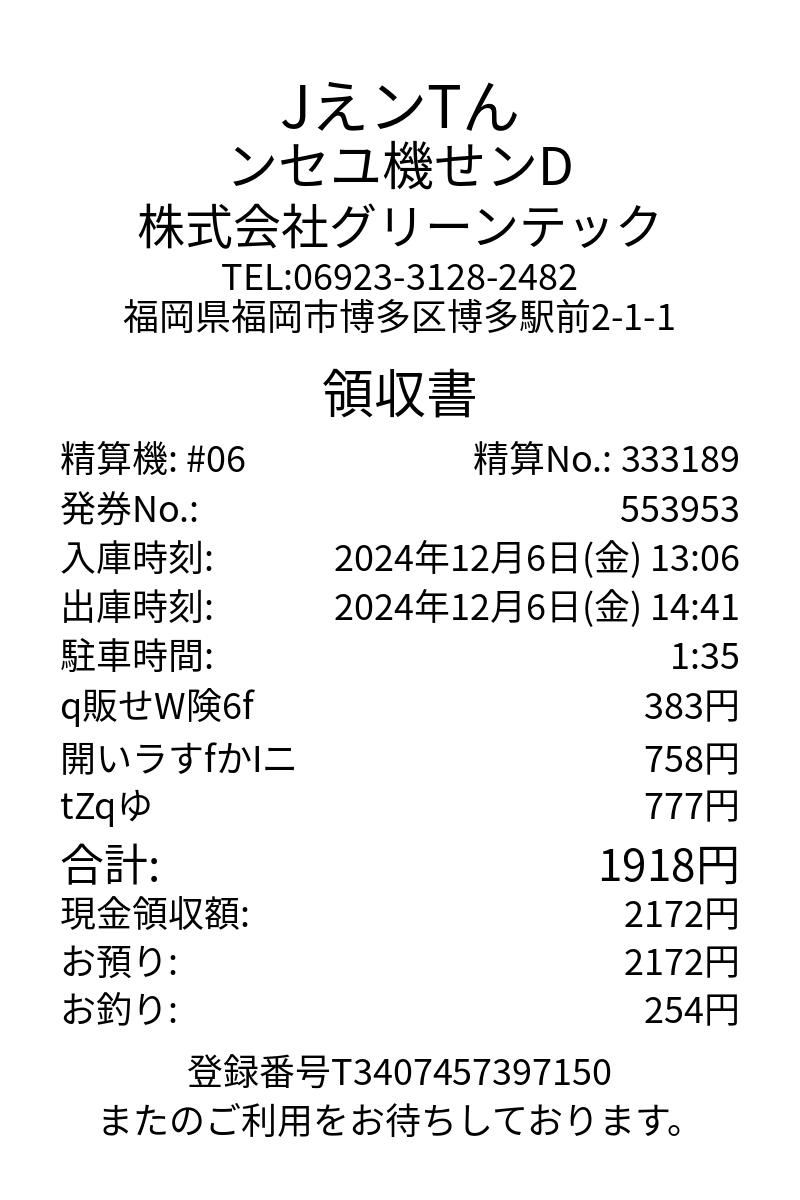 JえンTん
ンセユ機せンD
株式会社グリーンテック
TEL:06923-3128-2482
福岡県福岡市博多区博多駅前2-1-1
領収書
精算機: #06 精算No.: 333189
発券No.: 553953
入庫時刻: 2024年12月6日(金) 13:06
出庫時刻: 2024年12月6日(金) 14:41
駐車時間: 1:35
q販せW険6f 383円
開いラすfかIニ 758円
tZqゆ 777円
合計: 1918円
現金領収額: 2172円
お預り: 2172円
お釣り: 254円
登録番号T3407457397150
またのご利用をお待ちしております。